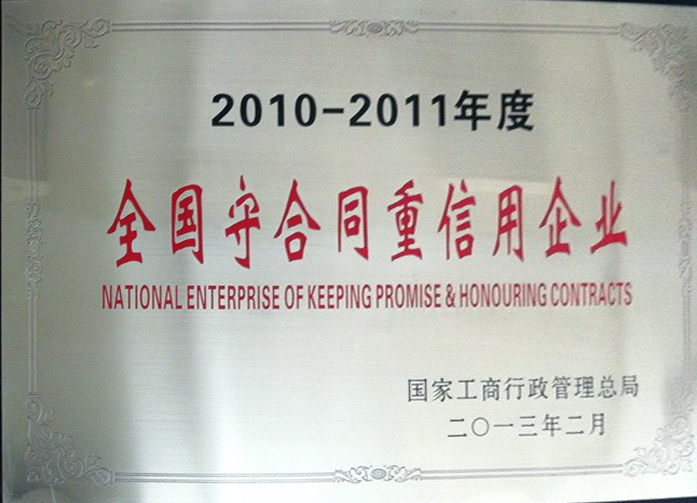 2010-2011年度
全国守合同重信用企业
NATIONAL ENTERPRISE OF KEEPING PROMISE & HONOURING CONTRACTS
国家工商行政管理总局
二〇一三年二月